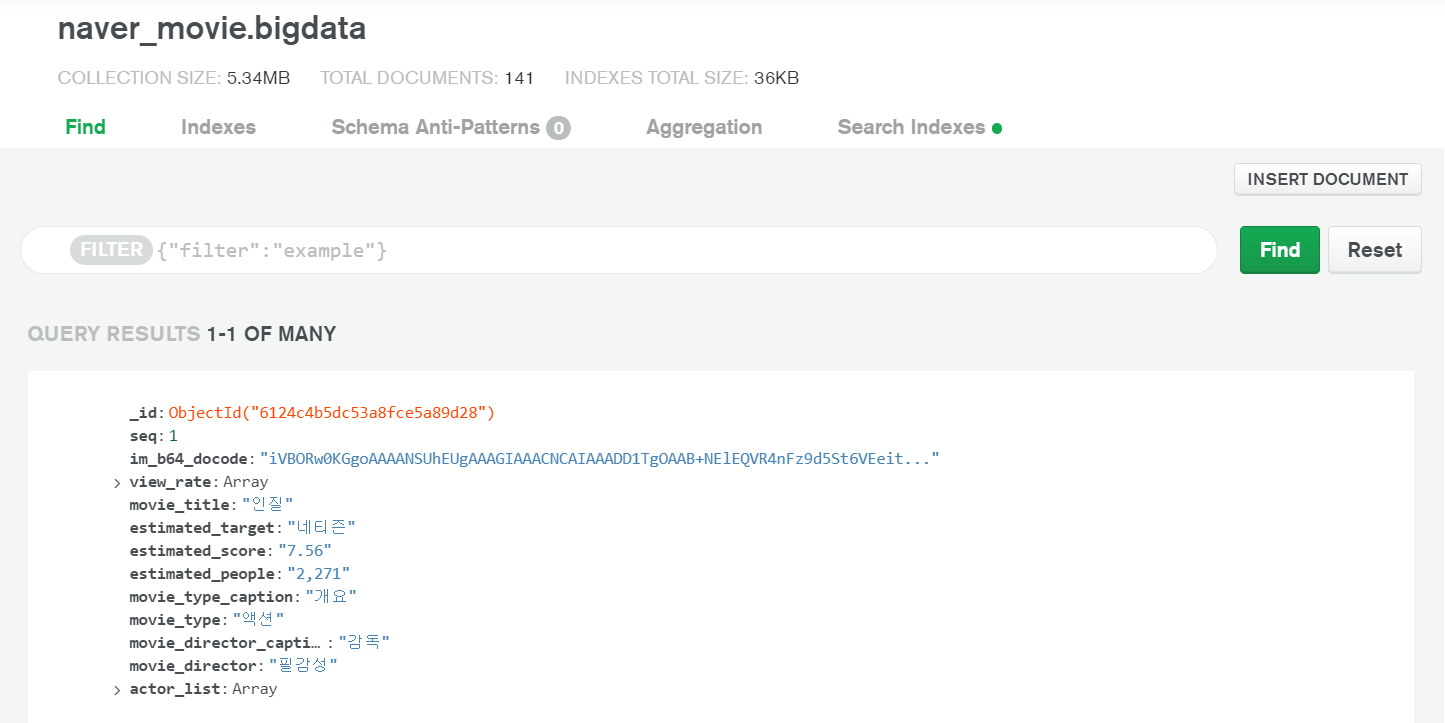 naver_movie.bigdata
COLLECTION SIZE: 5.34MB TOTAL DOCUMENTS: 141 INDEXES TOTAL SIZE: 36KB
Find Indexes Schema Anti-Patterns 0 Aggregation Search Indexes
INSERT DOCUMENT
FILTER {"filter":"example"} Find Reset
QUERY RESULTS 1-1 OF MANY
_id: ObjectId("6124c4b5dc53a8fce5a89d28")
seq: 1
im_b64_docode: "iVBORw0KGgoAAAANSUhEUgAAAGIAAACNCAIAAADD1TgOAAB+NElEQVR4nFz9d5St6VEeit..."
> view_rate: Array
movie_title: "인질"
estimated_target: "네티즌"
estimated_score: "7.56"
estimated_people: "2,271"
movie_type_caption: "개요"
movie_type: "액션"
movie_director_capti… : "감독"
movie_director: "필감성"
> actor_list: Array